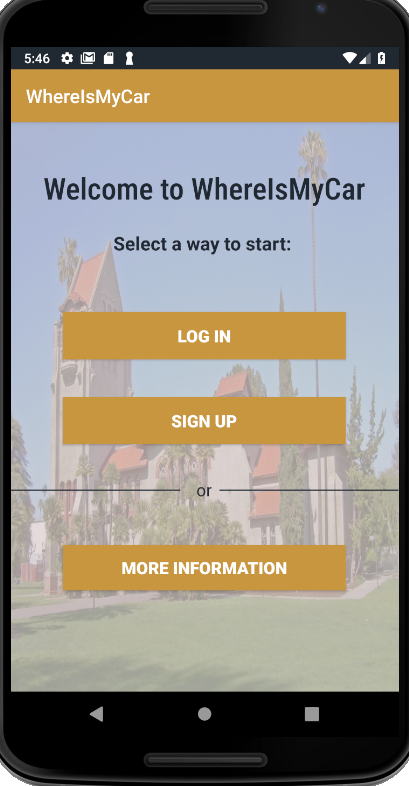 5:46
WhereIsMyCar
Welcome to WhereIsMyCar
Select a way to start:
LOG IN
SIGN UP
or
MORE INFORMATION